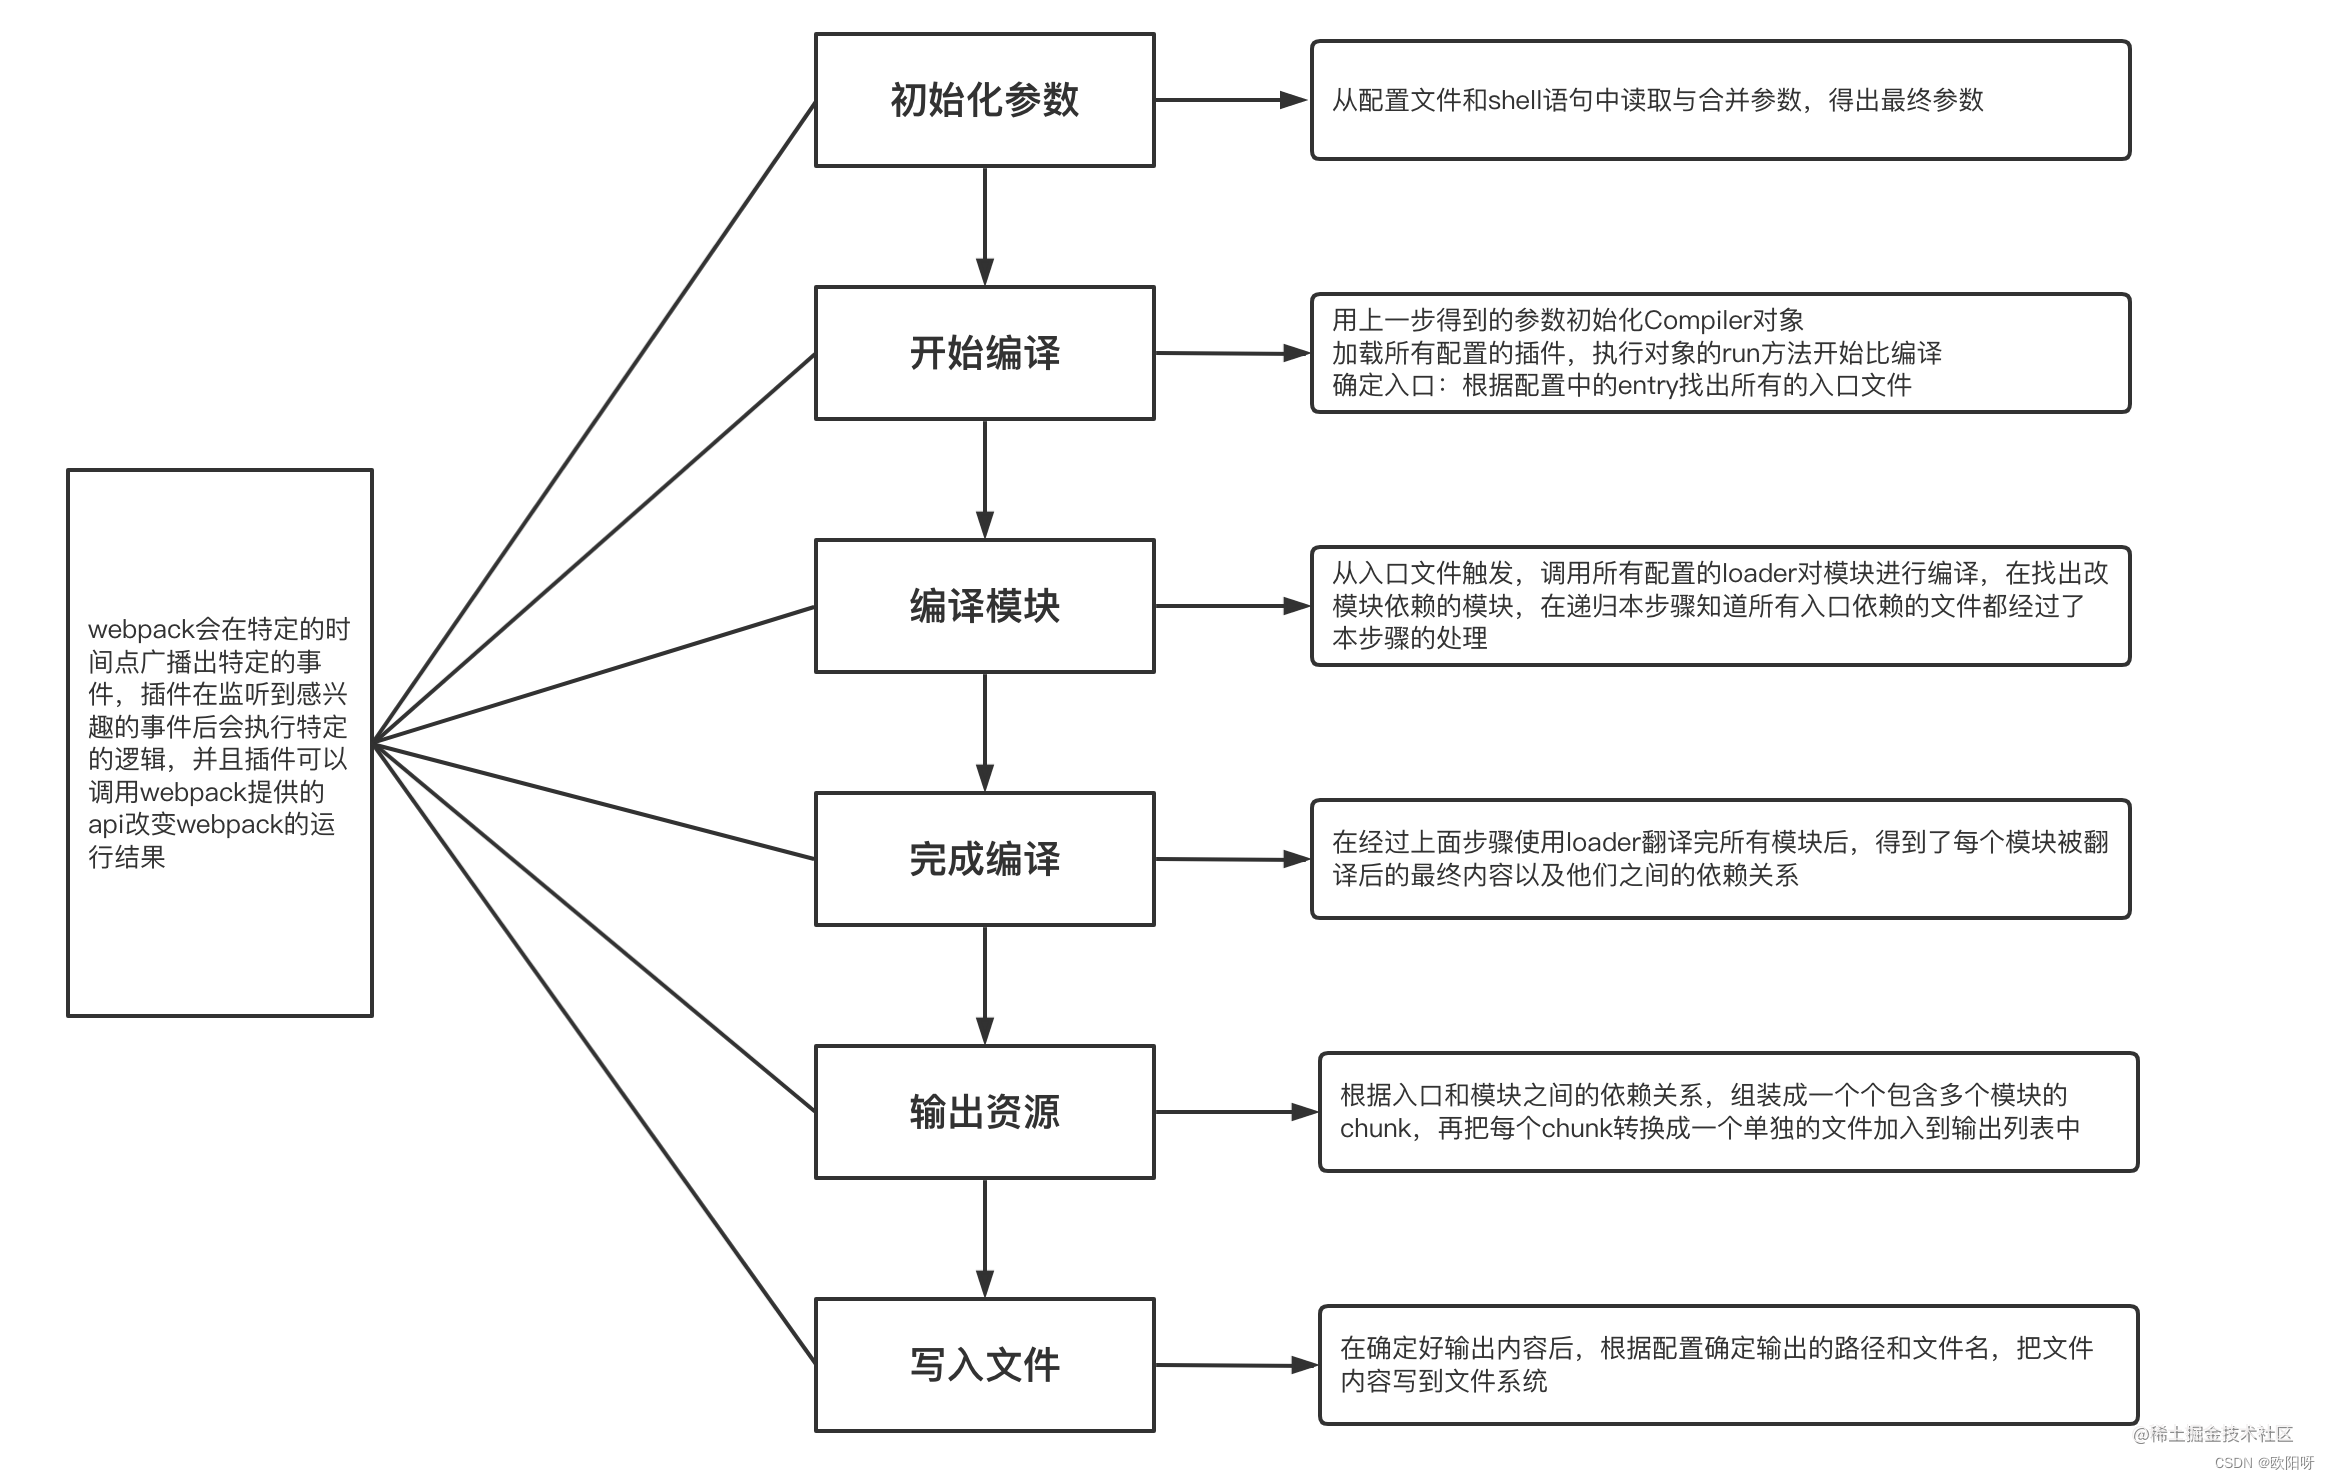 初始化参数
从配置文件和shell语句中读取与合并参数，得出最终参数
开始编译
用上一步得到的参数初始化Compiler对象
加载所有配置的插件，执行对象的run方法开始比编译
确定入口：根据配置中的entry找出所有的入口文件
webpack会在特定的时
间点广播出特定的事
件，插件在监听到感兴
趣的事件后会执行特定
的逻辑，并且插件可以
调用webpack提供的
api改变webpack的运
行结果
编译模块
从入口文件触发，调用所有配置的loader对模块进行编译，在找出改
模块依赖的模块，在递归本步骤知道所有入口依赖的文件都经过了
本步骤的处理
完成编译
在经过上面步骤使用loader翻译完所有模块后，得到了每个模块被翻
译后的最终内容以及他们之间的依赖关系
输出资源
根据入口和模块之间的依赖关系，组装成一个个包含多个模块的
chunk，再把每个chunk转换成一个单独的文件加入到输出列表中
写入文件
在确定好输出内容后，根据配置确定输出的路径和文件名，把文件
内容写到文件系统
@稀土掘金技术社区
CSDN @欧阳呀